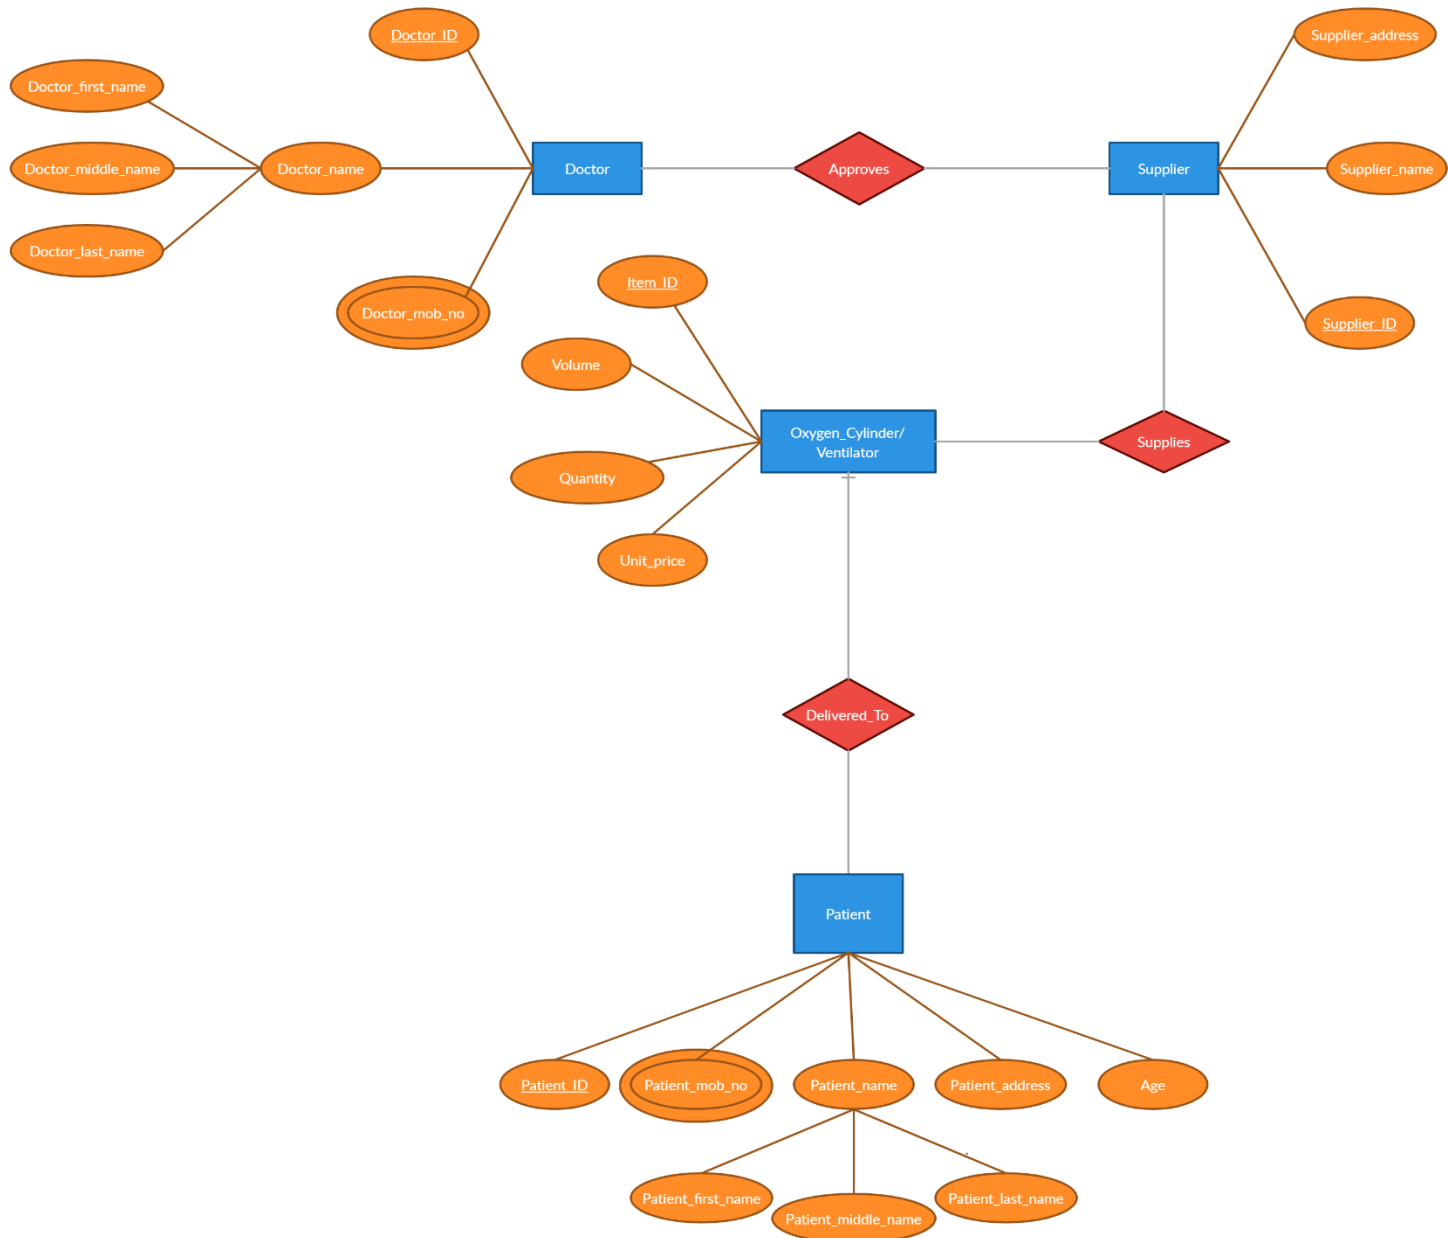 Doctor_ID
Supplier_address
Doctor_first_name
Doctor_middle_name
Doctor_name
Doctor
Approves
Supplier
Supplier_name
Doctor_last_name
Item_ID
Doctor_mob_no
Supplier_ID
Volume
Oxygen_Cylinder/
Ventilator
Supplies
Quantity
Unit_price
Delivered_To
Patient
Patient_ID
Patient_mob_no
Patient_name
Patient_address
Age
Patient_first_name
Patient_middle_name
Patient_last_name